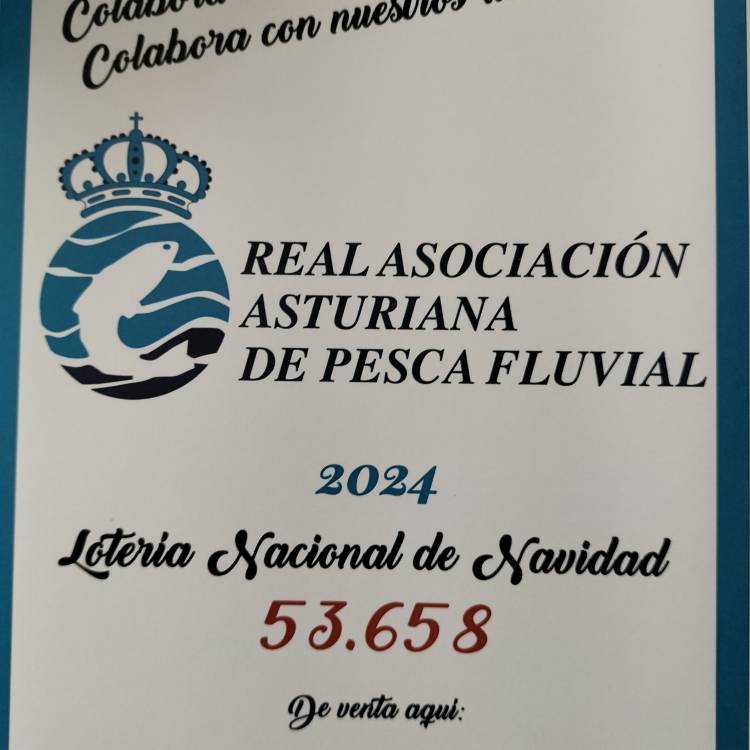 Colabora
Colabora con nuestros
REAL ASOCIACIÓN
ASTURIANA
DE PESCA FLUVIAL
2024
Lotería Nacional de Navidad
53.658
De venta aquí: